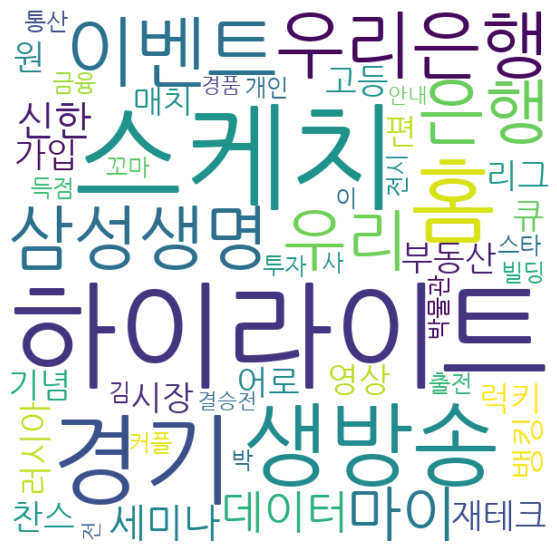 통산
이벤트
우리은행
원
금융
경품
개인
고등
안내
은행
신한
매치
스케치
편
가입
꼬마
전시
홈
리그
득점
이
큐
삼성생명
우리
부동산
스타
투자
사
빌딩
박물관
하이라이트
기념
김
시장
결승전
어로
영상
출전
럭키
러시아
경기
커플
박
생방송
뱅킹
찬스
전
세미나
데이터
마이
재테크